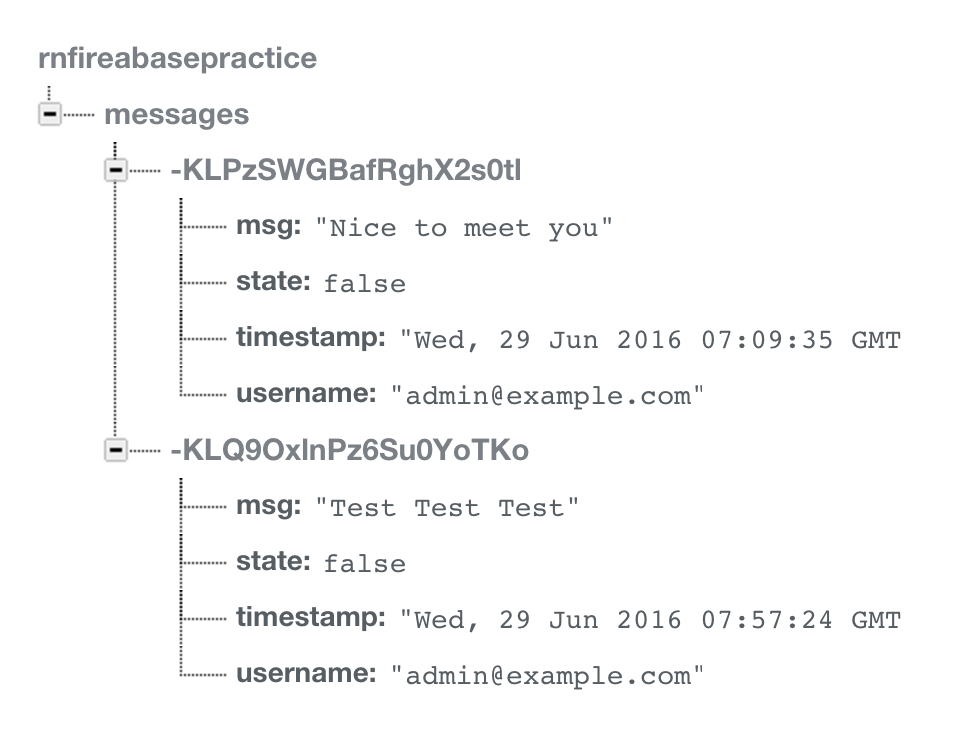 rnfireabasepractice
messages
-KLPzSWGBafRghX2s0tl
msg: "Nice to meet you"
state: false
timestamp: "Wed, 29 Jun 2016 07:09:35 GMT
username: "admin@example.com"
-KLQ9OxlnPz6Su0YoTKo
msg: "Test Test Test"
state: false
timestamp: "Wed, 29 Jun 2016 07:57:24 GMT
username: "admin@example.com"